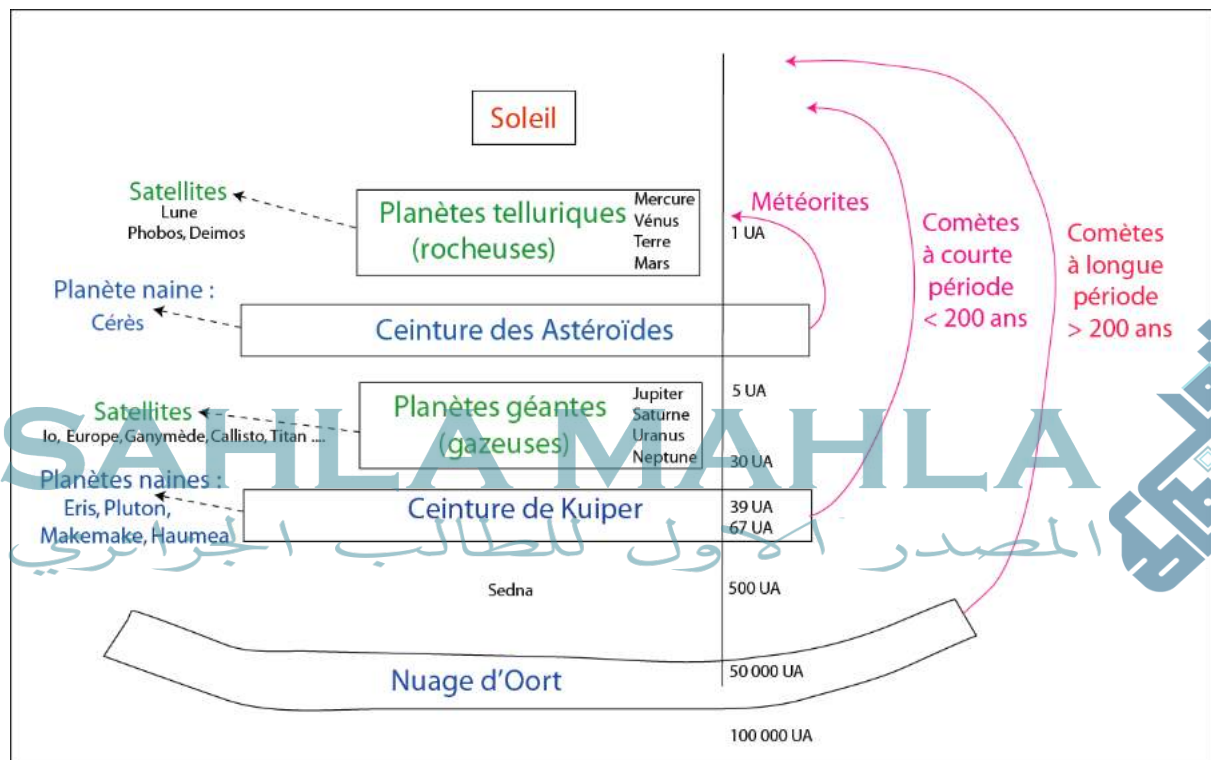 Soleil
Satellites
Lune
Phobos, Deimos
Planètes telluriques
(rocheuses)
Mercure
Vénus
Terre
Mars
1 UA
Météorites
Comètes
à courte
période
< 200 ans
Comètes
à longue
période
> 200 ans
Planète naine :
Cérès
Ceinture des Astéroïdes
Satellites
Io, Europe, Ganymède, Callisto, Titan ....
Planètes géantes
(gazeuses)
Jupiter
Saturne
Uranus
Neptune
5 UA
30 UA
SAHLA MAHLA
Planètes naines :
Eris, Pluton,
Makemake, Haumea
Ceinture de Kuiper
39 UA
67 UA
المصدر الاول للطالب الجزائري
Sedna
500 UA
Nuage d'Oort
50 000 UA
100 000 UA